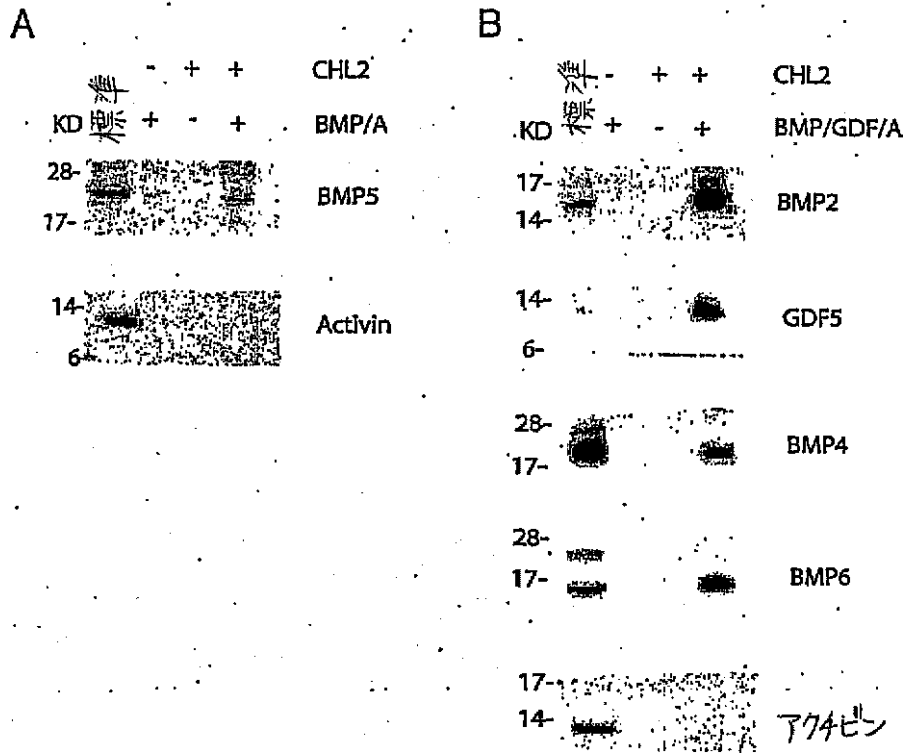 A
標準 - + + CHL2
KD + - + BMP/A
28-
BMP5
17-
14-
Activin
6-
B
標準 - + + CHL2
KD + - + BMP/GDF/A
17-
BMP2
14-
14-
GDF5
6-
28-
BMP4
17-
28-
17-
BMP6
17-
14-
アクチビン